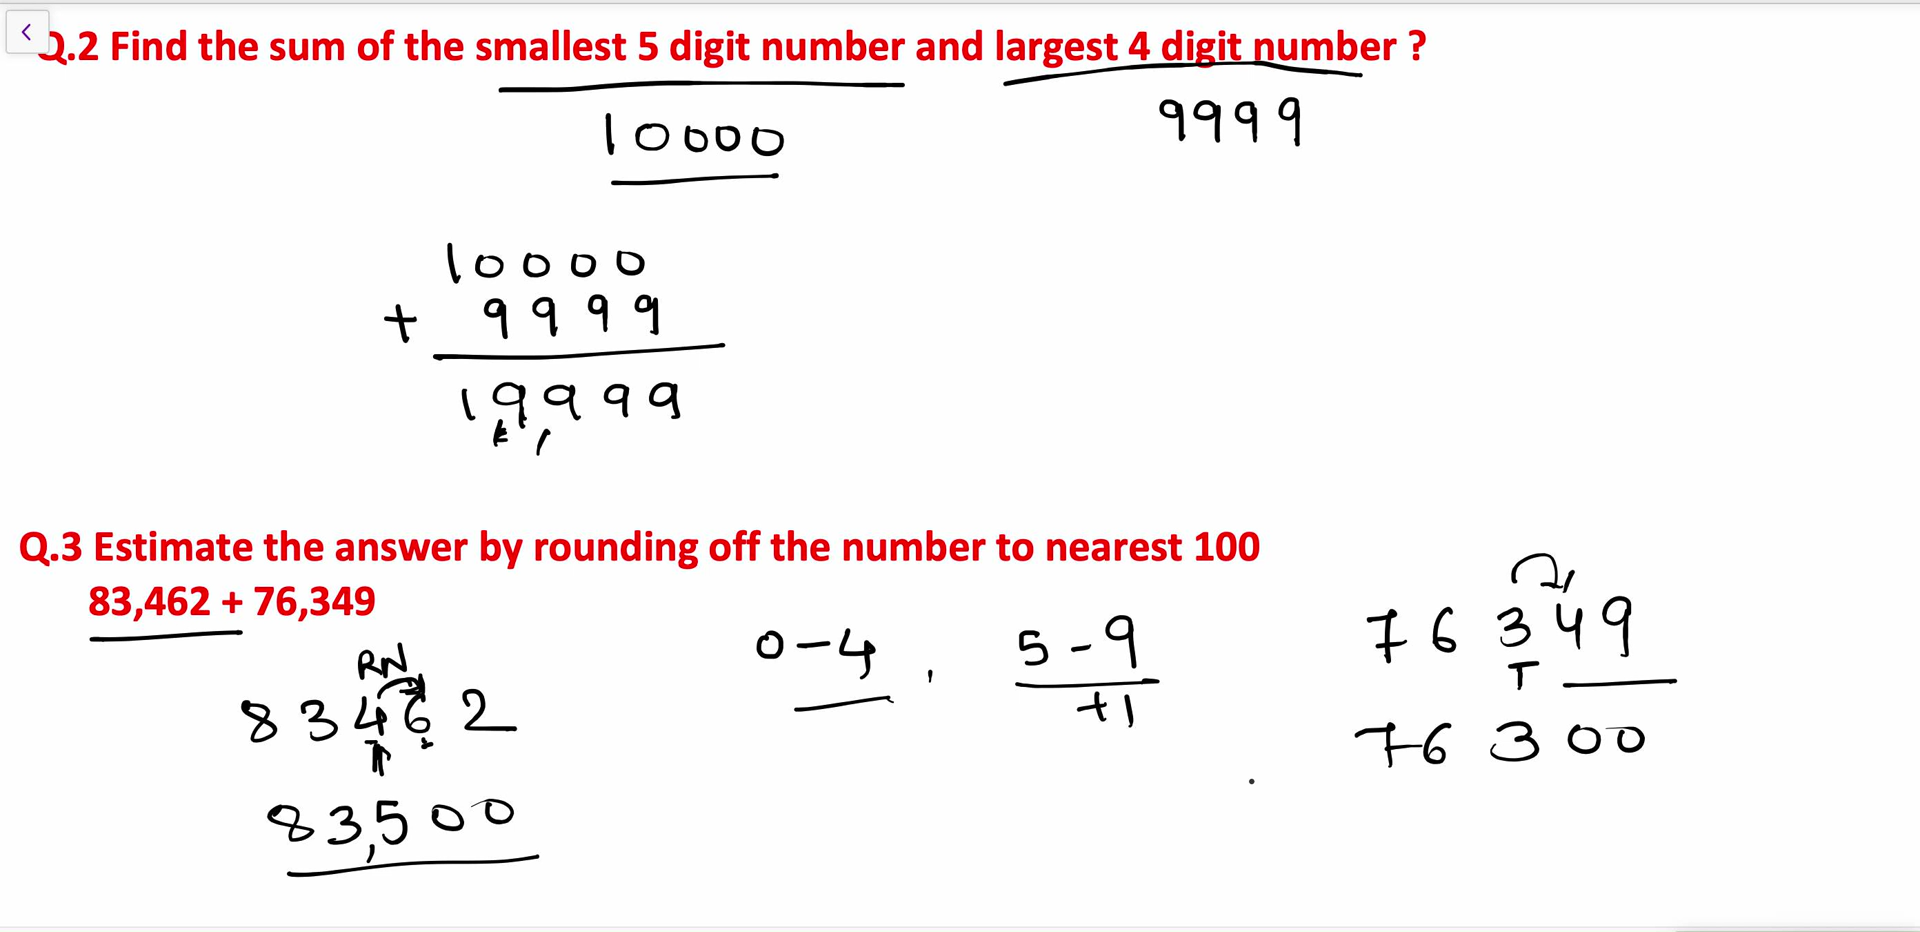 Q.2 Find the sum of the smallest 5 digit number and largest 4 digit number ?
10000
9999
10000
+ 9999
19999
,
Q.3 Estimate the answer by rounding off the number to nearest 100
83,462 + 76,349
RN
83462
83,500
0-4 , 5-9
+1
76349
T
76300